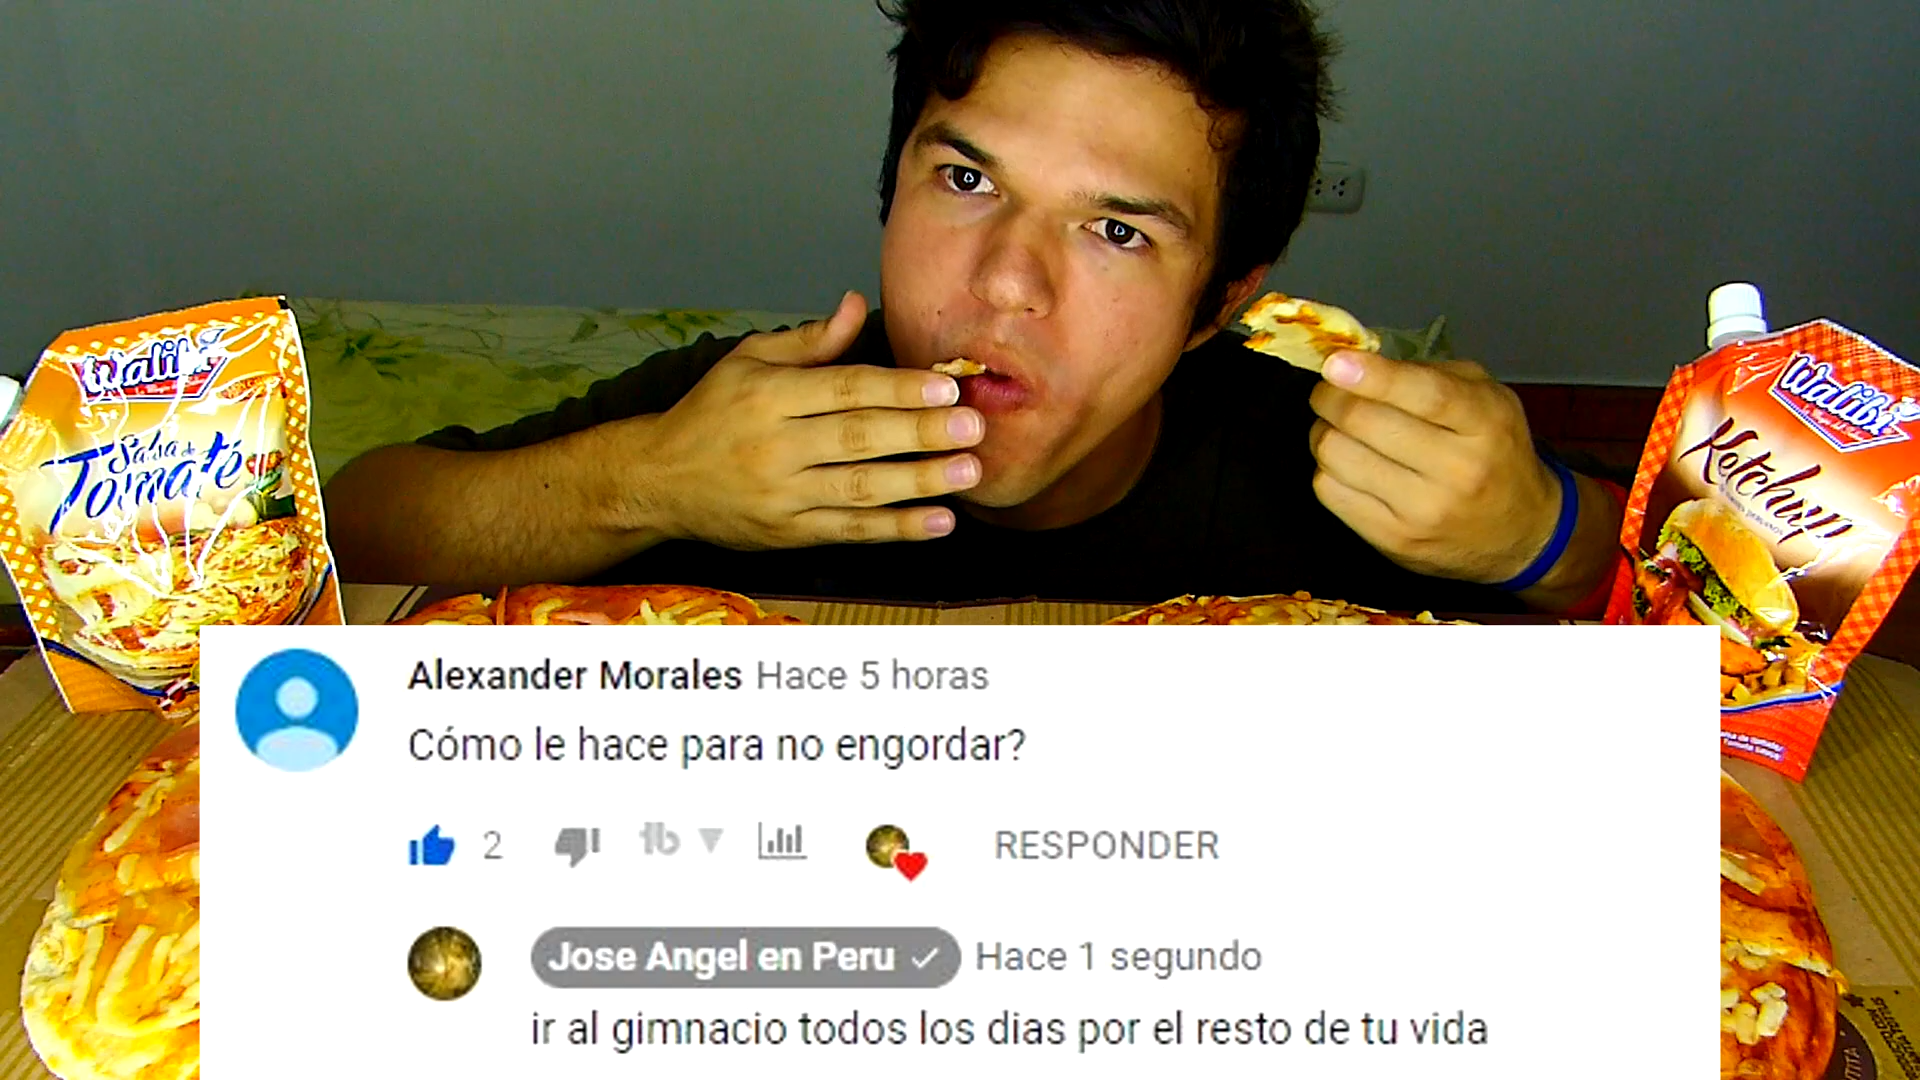 Walibi
Salsa de
Tomate
Walibi
Ketchup
Alexander Morales Hace 5 horas
Cómo le hace para no engordar?
2 RESPONDER
Jose Angel en Peru Hace 1 segundo
ir al gimnacio todos los dias por el resto de tu vida